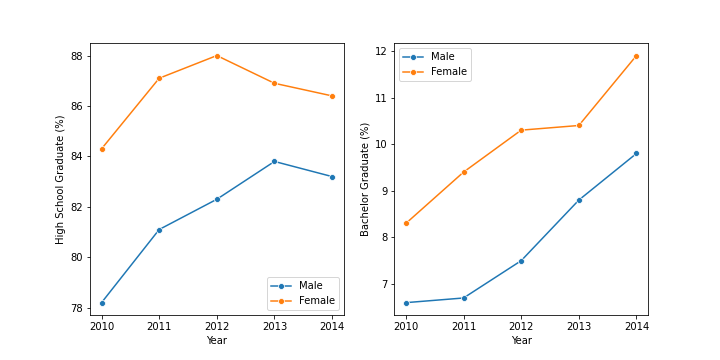 High School Graduate (%)
88
86
84
82
80
78
2010 2011 2012 2013 2014
Year
Male
Female
Bachelor Graduate (%)
12
11
10
9
8
7
2010 2011 2012 2013 2014
Year
Male
Female